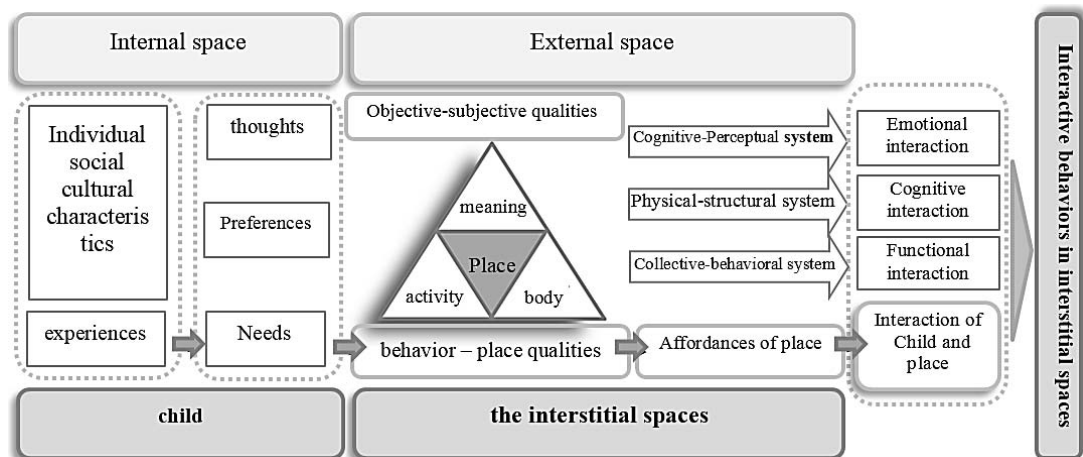 Internal space
External space
Individual
social
cultural
characteris
tics
experiences
thoughts
Preferences
Needs
Objective-subjective qualities
meaning
Place
activity
body
behavior – place qualities
Cognitive-Perceptual system
Physical-structural system
Collective-behavioral system
Affordances of place
Emotional
interaction
Cognitive
interaction
Functional
interaction
Interaction of
Child and
place
child
the interstitial spaces
Interactive behaviors in interstitial spaces